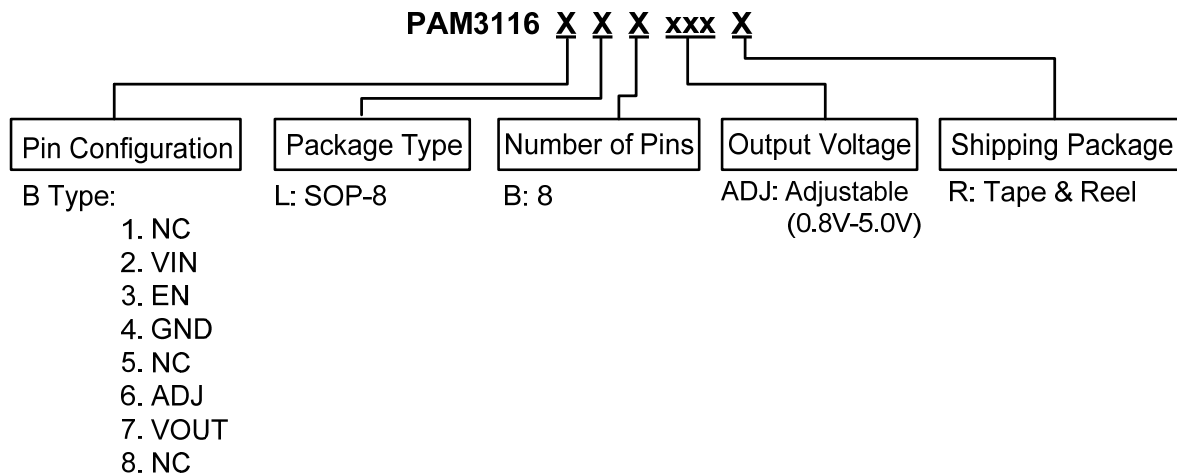 PAM3116 X X X xxx X
Pin Configuration
B Type:
1. NC
2. VIN
3. EN
4. GND
5. NC
6. ADJ
7. VOUT
8. NC
Package Type
L: SOP-8
Number of Pins
B: 8
Output Voltage
ADJ: Adjustable
(0.8V-5.0V)
Shipping Package
R: Tape & Reel